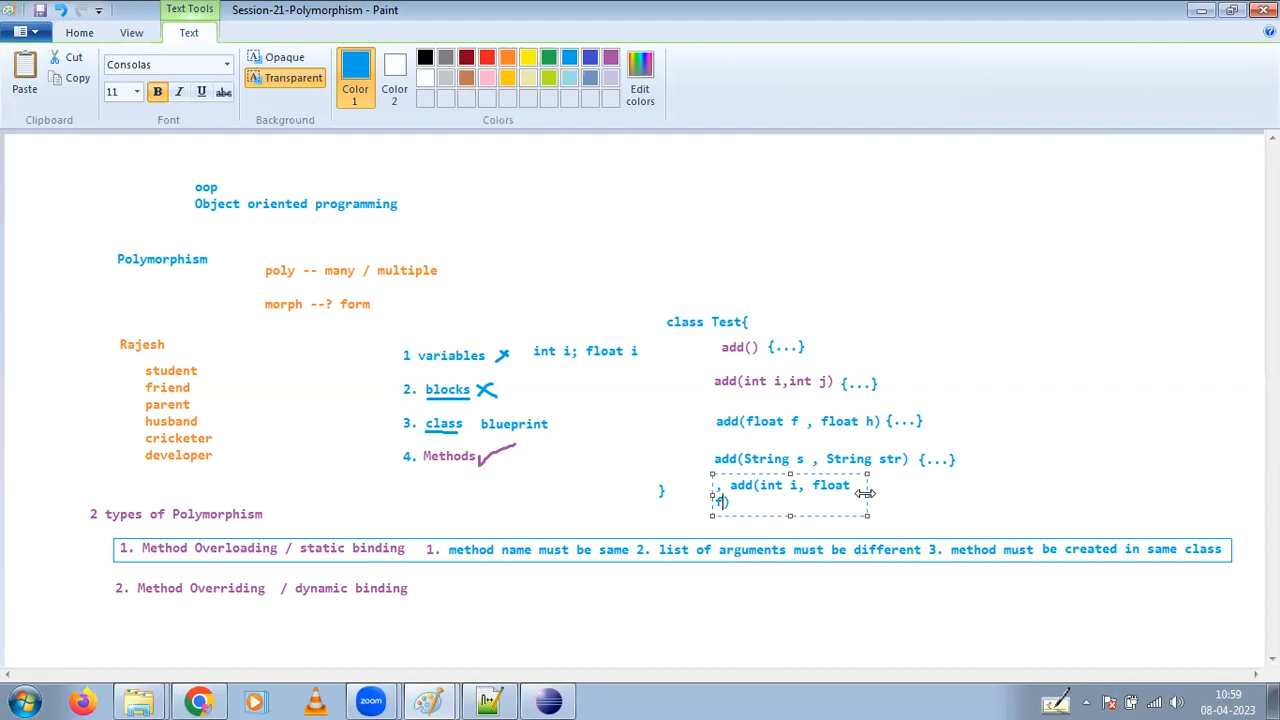 Text Tools
Session-21-Polymorphism - Paint
Home
View
Text
Paste
Cut
Copy
Clipboard
Consolas
11
B
I
U
abc
Font
Opaque
Transparent
Background
Color
1
Color
2
Edit
colors
Colors
oop
Object oriented programming
Polymorphism
poly -- many / multiple
morph --? form
Rajesh
student
friend
parent
husband
cricketer
developer
1 variables
int i; float i
2. blocks
3. class blueprint
4. Methods
class Test{
add() {...}
add(int i,int j) {...}
add(float f , float h) {...}
add(String s , String str) {...}
, add(int i, float
f)
}
2 types of Polymorphism
1. Method Overloading / static binding 1. method name must be same 2. list of arguments must be different 3. method must be created in same class
2. Method Overriding / dynamic binding
zoom
10:59
08-04-2023